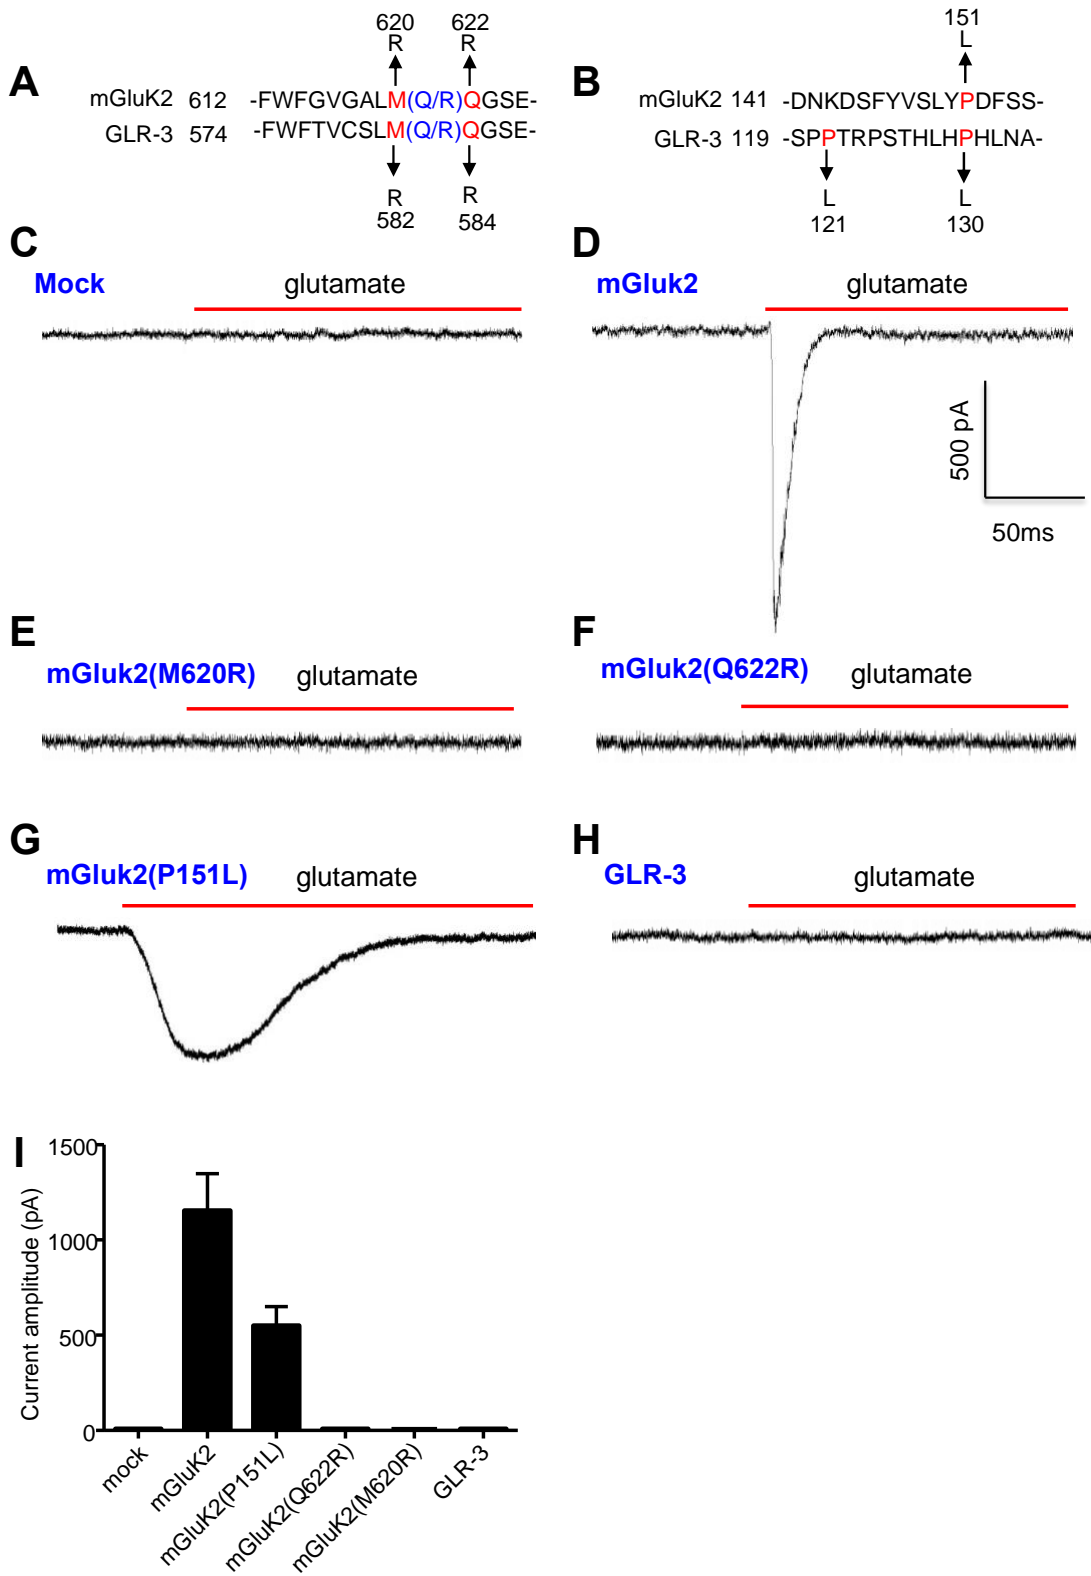 A
620 622
R R
mGluK2 612 -FWFGVGALM(Q/R)QGSE-
GLR-3 574 -FWFTVCSLM(Q/R)QGSE-
R R
582 584
B
151
L
mGluK2 141 -DNKDSFYVSLYPDFSS-
GLR-3 119 -SPPTRPSTHLHPHLNA-
L L
121 130
C
Mock glutamate
D
mGluk2 glutamate
500 pA
50ms
E
mGluk2(M620R) glutamate
F
mGluk2(Q622R) glutamate
G
mGluk2(P151L) glutamate
H
GLR-3 glutamate
I
Current amplitude (pA)
1500
1000
500
0
mock
mGluK2
mGluK2(P151L)
mGluK2(Q622R)
mGluK2(M620R)
GLR-3